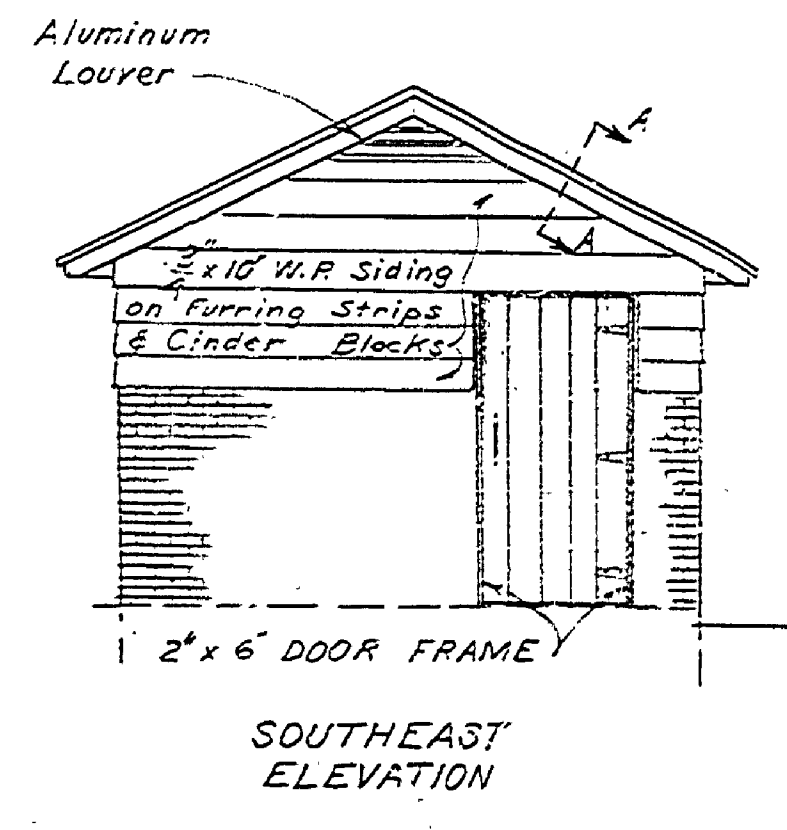 Aluminum
Louver
A
A
x 10" W.P. Siding
on Furring Strips
& Cinder Blocks
2" x 6" DOOR FRAME
SOUTHEAST
ELEVATION